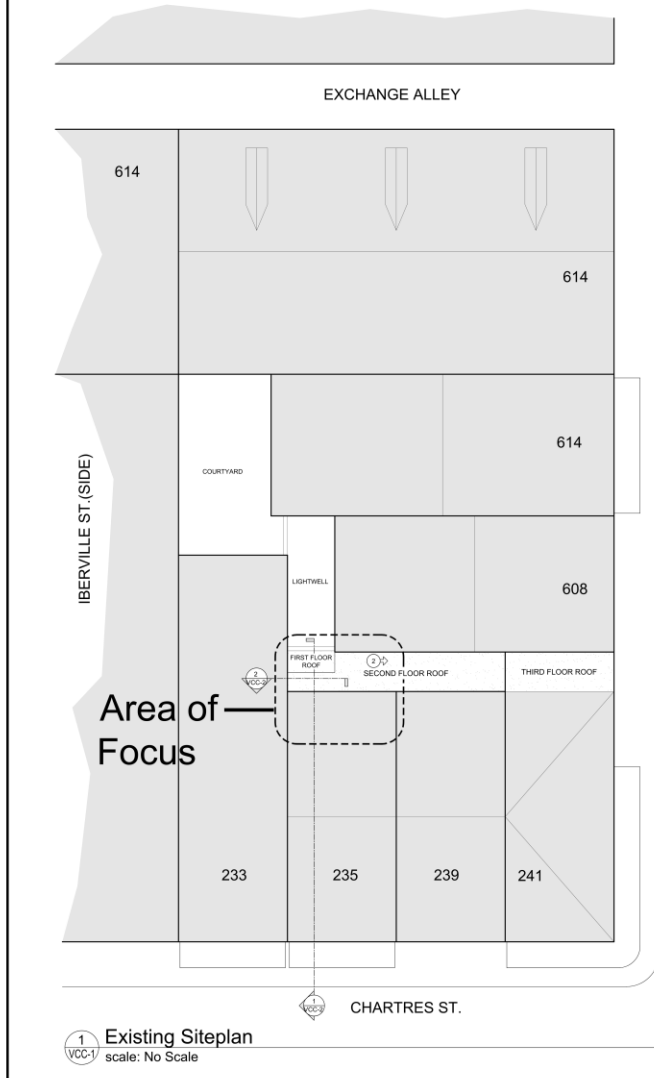 EXCHANGE ALLEY
614
614
614
COURTYARD
IBERVILLE ST.(SIDE)
LIGHTWELL
608
FIRST FLOOR
ROOF
2
SECOND FLOOR ROOF
THIRD FLOOR ROOF
2
VCC-2
Area of
Focus
233
235
239
241
1
CHARTRES ST.
1
VCC-1
Existing Siteplan
scale: No Scale